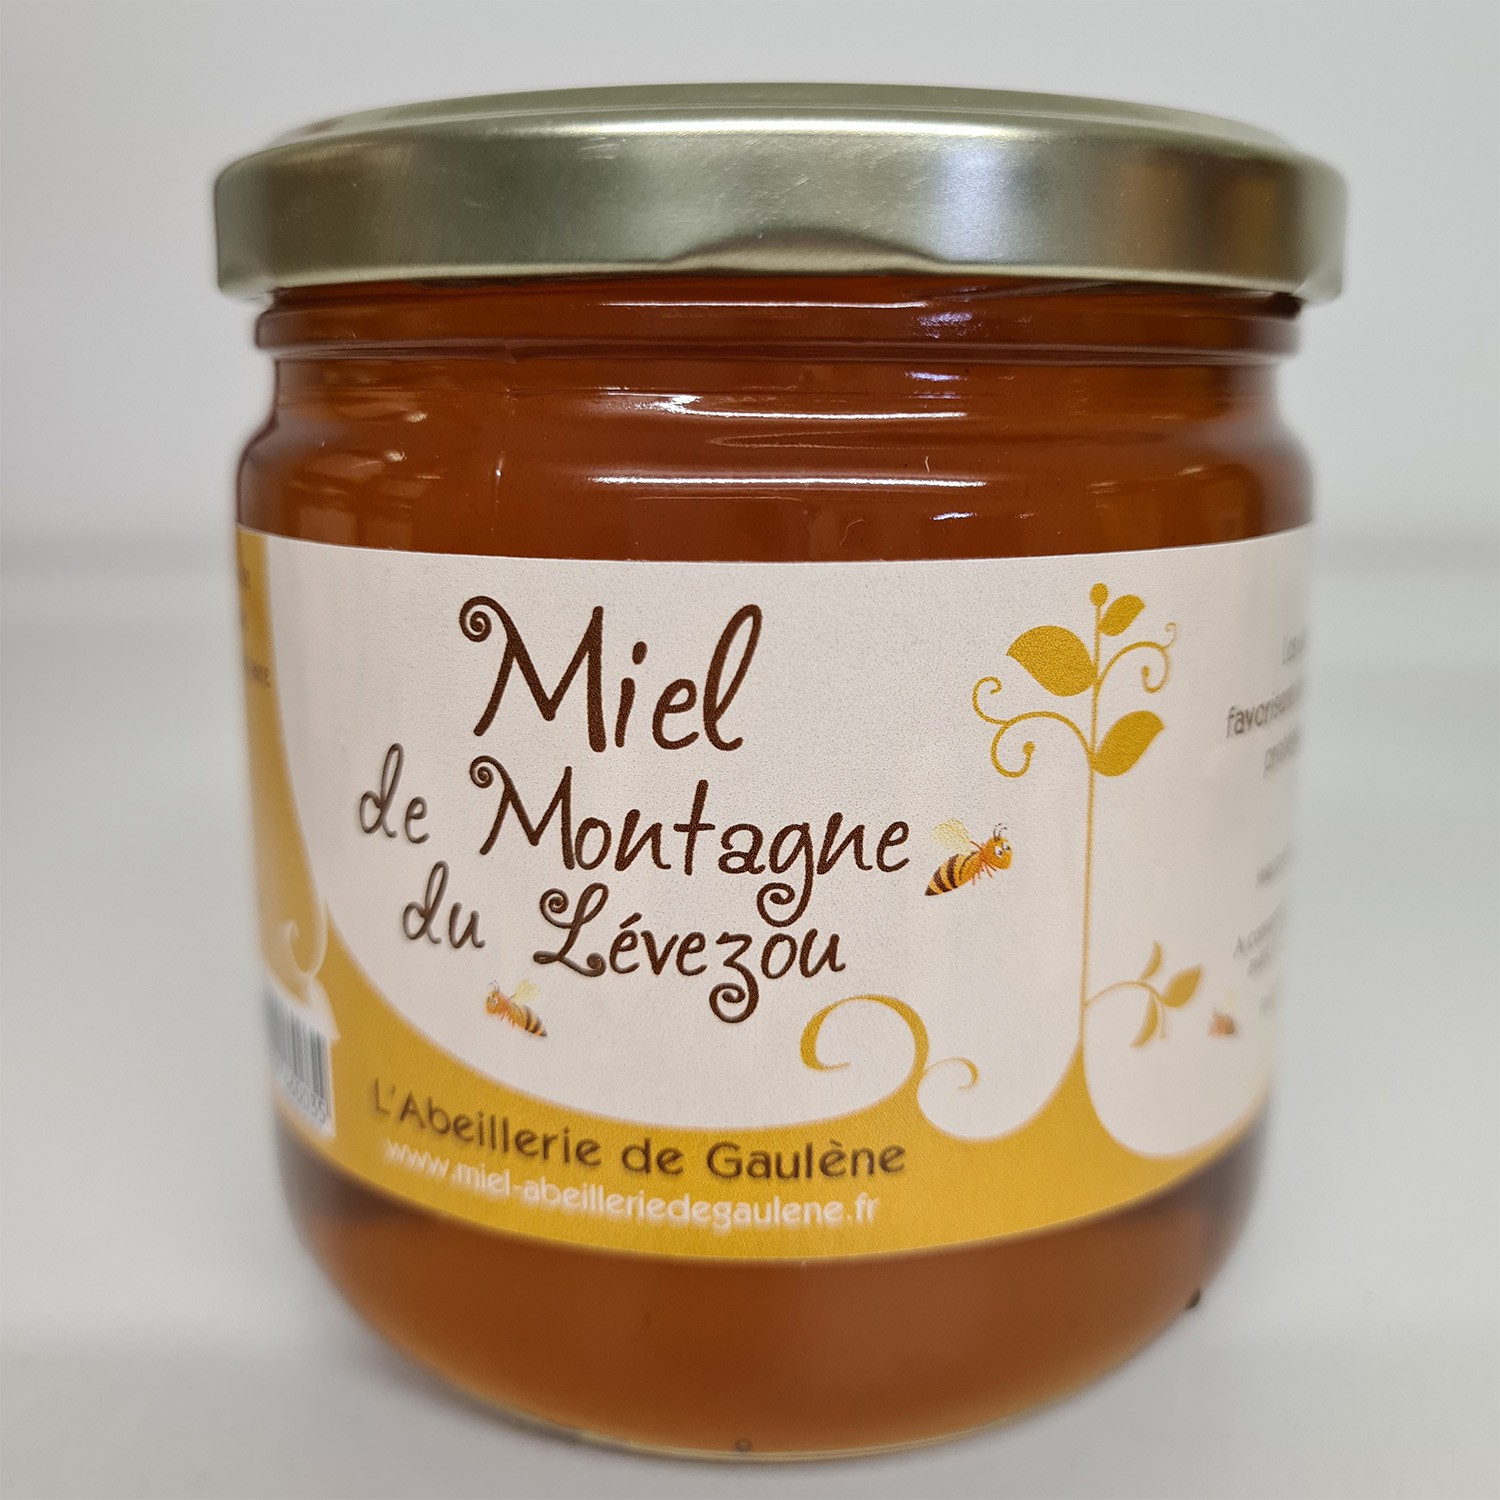 Miel
de Montagne
du Lévezou
L'Abeillerie de Gaulène
www.miel-abeilleriedegaulene.fr